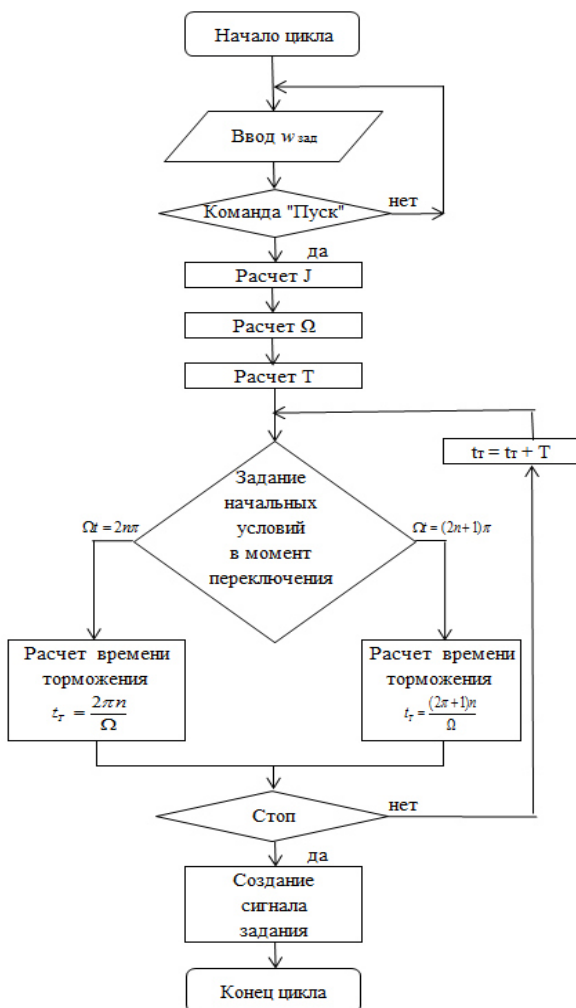 Начало цикла
Ввод w зад
Команда "Пуск"
нет
да
Расчет J
Расчет Ω
Расчет T
tт = tт + T
Задание
начальных
условий
в момент
переключения
Ωt = 2nπ
Ωt = (2n+1)π
Расчет времени
торможения
t_T = 2πn / Ω
Расчет времени
торможения
t_T = (2π+1)n / Ω
Стоп
нет
да
Создание
сигнала
задания
Конец цикла